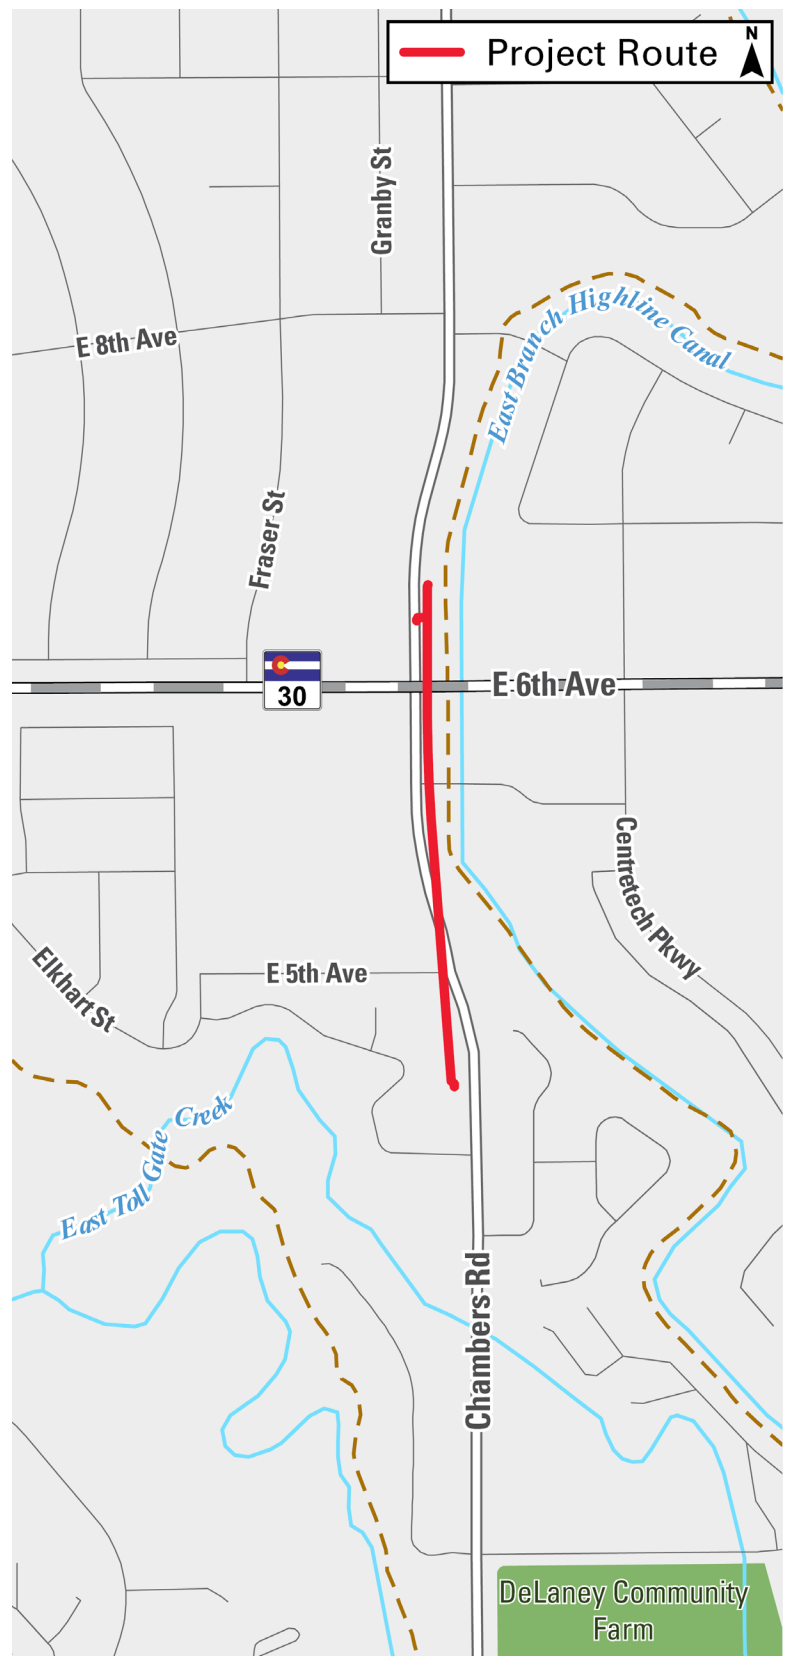 N
Project Route
Granby St
East Branch Highline Canal
E 8th Ave
Fraser St
30
E 6th Ave
Centretech Pkwy
Elkhart St
E 5th Ave
East Toll Gate Creek
Chambers Rd
DeLaney Community
Farm